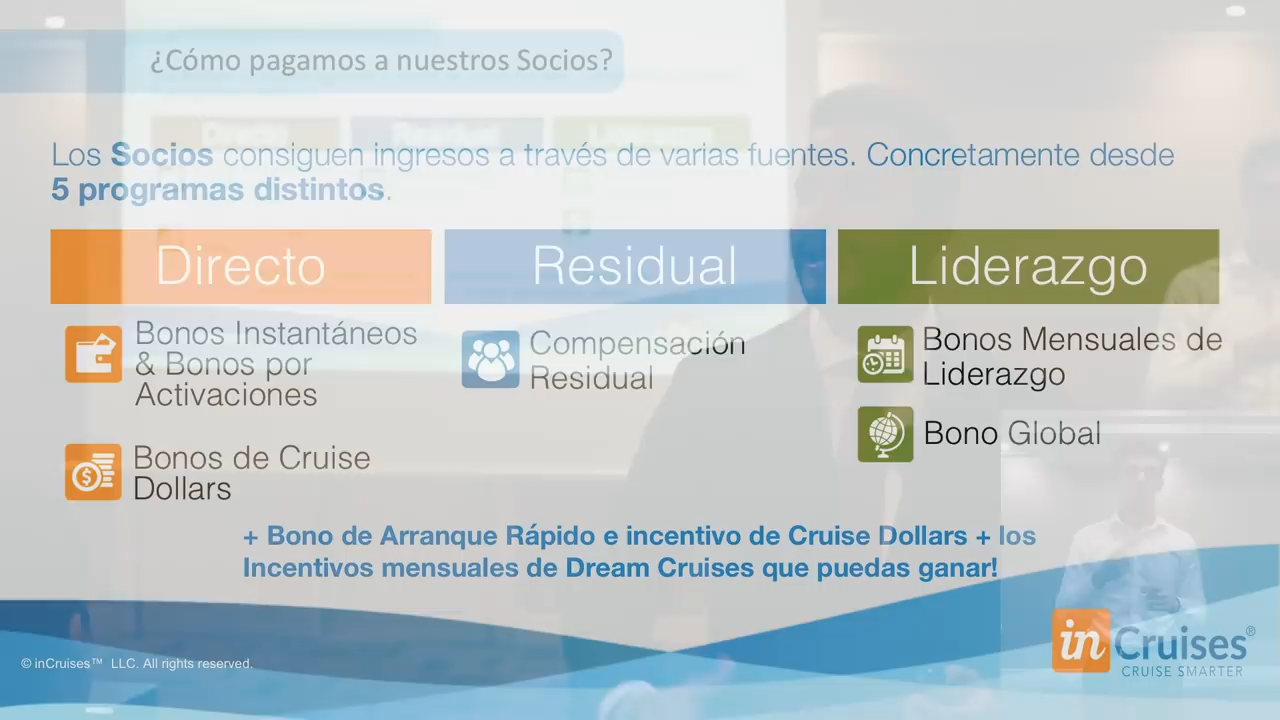 ¿Cómo pagamos a nuestros Socios?
Los Socios consiguen ingresos a través de varias fuentes. Concretamente desde
5 programas distintos.
Directo
Residual
Liderazgo
Bonos Instantáneos
& Bonos por
Activaciones
Bonos de Cruise
Dollars
Compensación
Residual
Bonos Mensuales de
Liderazgo
Bono Global
+ Bono de Arranque Rápido e incentivo de Cruise Dollars + los
Incentivos mensuales de Dream Cruises que puedas ganar!
© inCruises™ LLC. All rights reserved.
inCruises®
CRUISE SMARTER